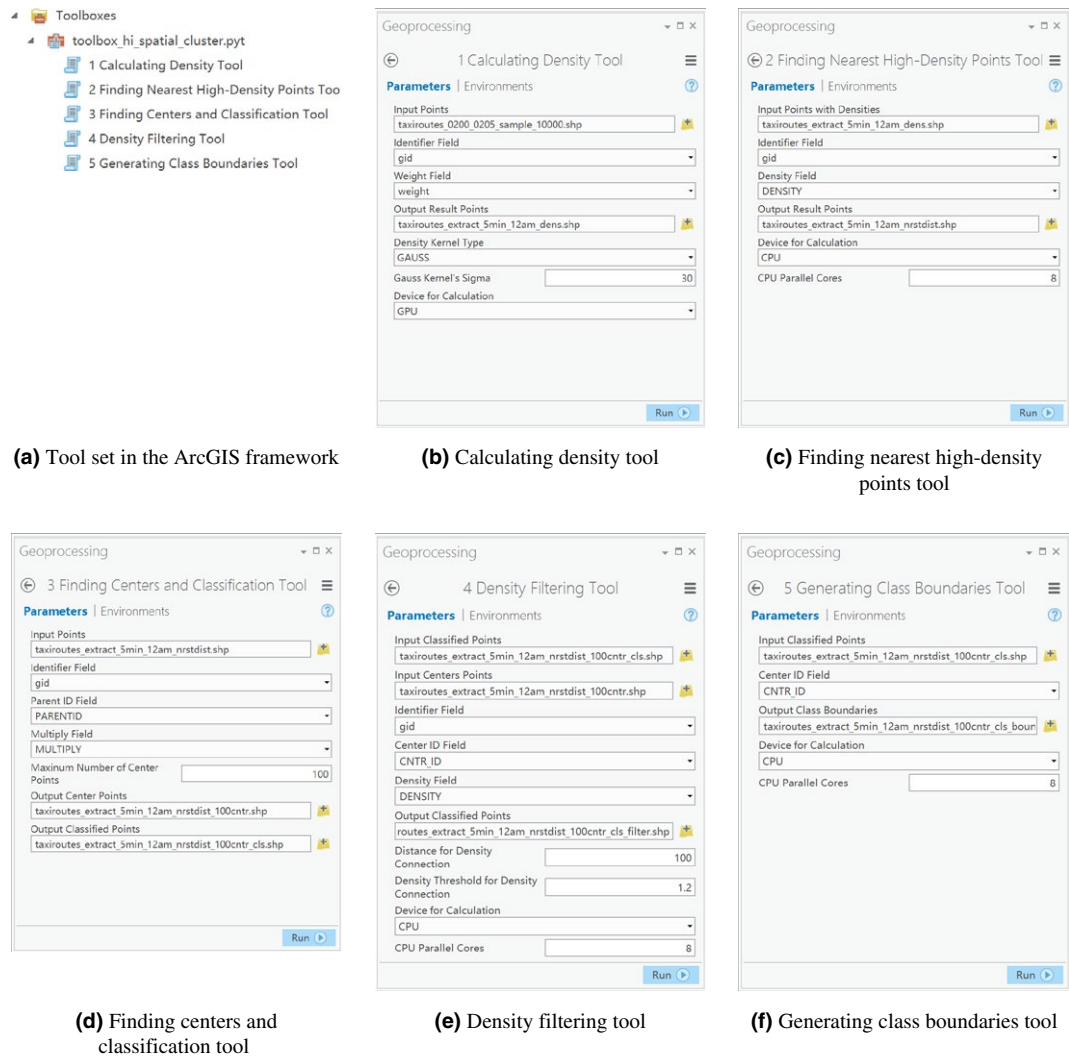 Toolboxes
toolbox_hi_spatial_cluster.pyt
1 Calculating Density Tool
2 Finding Nearest High-Density Points Too
3 Finding Centers and Classification Tool
4 Density Filtering Tool
5 Generating Class Boundaries Tool
(a) Tool set in the ArcGIS framework
Geoprocessing
1 Calculating Density Tool
Parameters | Environments
Input Points
taxiroutes_0200_0205_sample_10000.shp
Identifier Field
gid
Weight Field
weight
Output Result Points
taxiroutes_extract_5min_12am_dens.shp
Density Kernel Type
GAUSS
Gauss Kernel's Sigma 30
Device for Calculation
GPU
Run
(b) Calculating density tool
Geoprocessing
2 Finding Nearest High-Density Points Tool
Parameters | Environments
Input Points with Densities
taxiroutes_extract_5min_12am_dens.shp
Identifier Field
gid
Density Field
DENSITY
Output Result Points
taxiroutes_extract_5min_12am_nrstdist.shp
Device for Calculation
CPU
CPU Parallel Cores 8
Run
(c) Finding nearest high-density
points tool
Geoprocessing
3 Finding Centers and Classification Tool
Parameters | Environments
Input Points
taxiroutes_extract_5min_12am_nrstdist.shp
Identifier Field
gid
Parent ID Field
PARENTID
Multiply Field
MULTIPLY
Maxinum Number of Center
Points 100
Output Center Points
taxiroutes_extract_5min_12am_nrstdist_100cntr.shp
Output Classified Points
taxiroutes_extract_5min_12am_nrstdist_100cntr_cls.shp
Run
(d) Finding centers and
classification tool
Geoprocessing
4 Density Filtering Tool
Parameters | Environments
Input Classified Points
taxiroutes_extract_5min_12am_nrstdist_100cntr_cls.shp
Input Centers Points
taxiroutes_extract_5min_12am_nrstdist_100cntr.shp
Identifier Field
gid
Center ID Field
CNTR_ID
Density Field
DENSITY
Output Classified Points
routes_extract_5min_12am_nrstdist_100cntr_cls_filter.shp
Distance for Density
Connection 100
Density Threshold for Density
Connection 1.2
Device for Calculation
CPU
CPU Parallel Cores 8
Run
(e) Density filtering tool
Geoprocessing
5 Generating Class Boundaries Tool
Parameters | Environments
Input Classified Points
taxiroutes_extract_5min_12am_nrstdist_100cntr_cls.shp
Center ID Field
CNTR_ID
Output Class Boundaries
taxiroutes_extract_5min_12am_nrstdist_100cntr_cls_boun
Device for Calculation
CPU
CPU Parallel Cores 8
Run
(f) Generating class boundaries tool